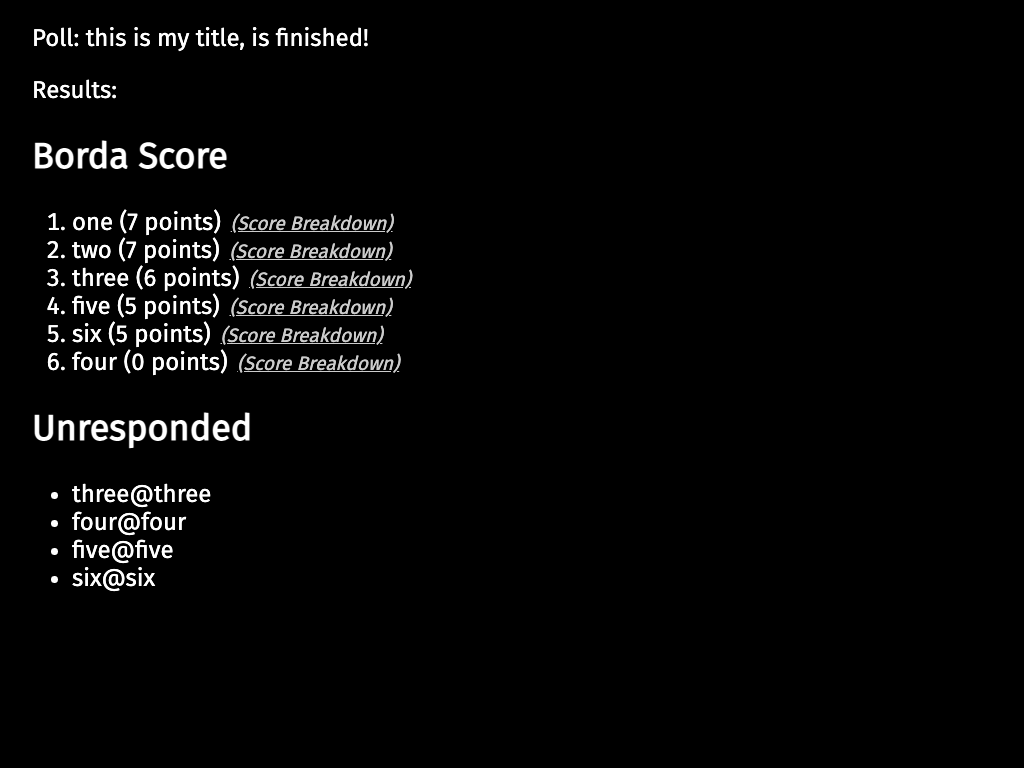 Poll: this is my title, is finished!
Results:
Borda Score
1. one (7 points) (Score Breakdown)
2. two (7 points) (Score Breakdown)
3. three (6 points) (Score Breakdown)
4. five (5 points) (Score Breakdown)
5. six (5 points) (Score Breakdown)
6. four (0 points) (Score Breakdown)
Unresponded
• three@three
• four@four
• five@five
• six@six